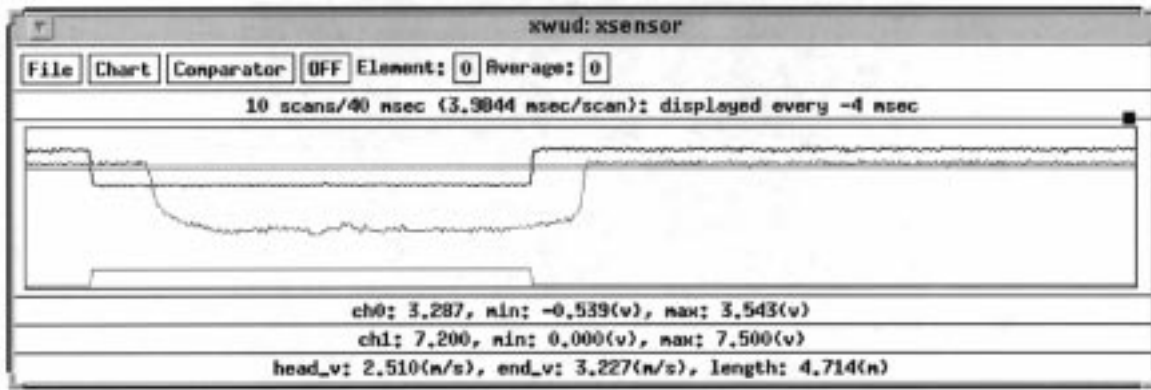 xwud: xsensor
File Chart Comparator OFF Element: 0 Average: 0
10 scans/40 msec (3.9844 msec/scan): displayed every -4 msec
ch0: 3.287, min: -0.539(v), max: 3.543(v)
ch1: 7.200, min: 0.000(v), max: 7.500(v)
head_v: 2.510(m/s), end_v: 3.227(m/s), length: 4.714(m)